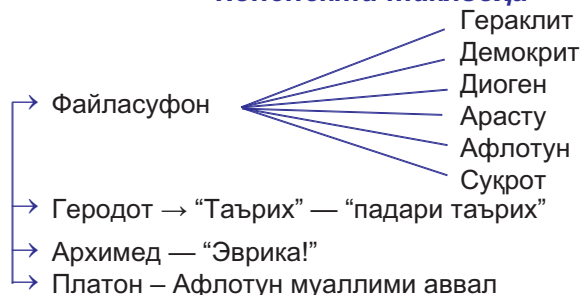 Гераклит
Демокрит
Диоген
→ Файласуфон
Арасту
Афлотун
Суқрот
→ Геродот → “Таърих” — “падари таърих”
→ Архимед — “Эврика!”
→ Платон – Афлотун муаллими аввал